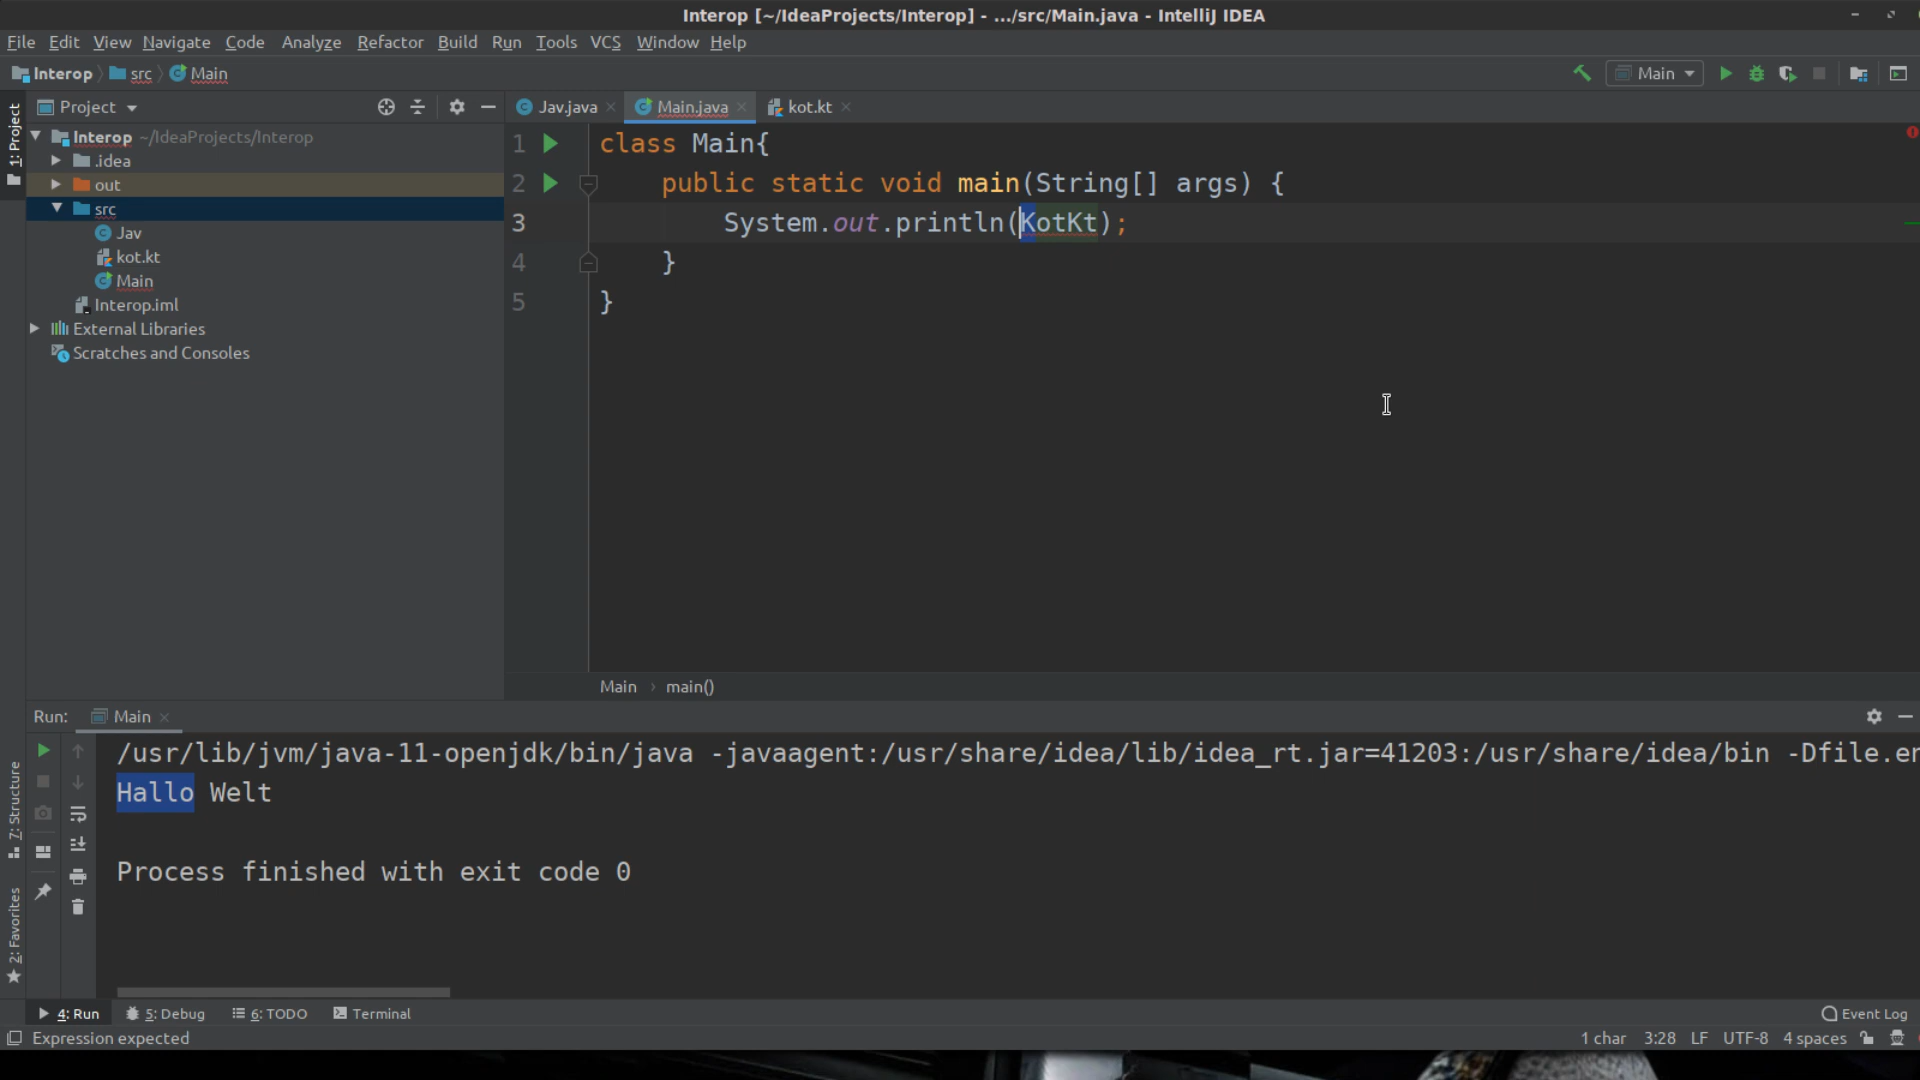 Interop [~/IdeaProjects/Interop] - .../src/Main.java - IntelliJ IDEA
File Edit View Navigate Code Analyze Refactor Build Run Tools VCS Window Help
Interop src Main
Main
1: Project
Project
Jav.java Main.java kot.kt
Interop ~/IdeaProjects/Interop
.idea
out
src
Jav
kot.kt
Main
Interop.iml
External Libraries
Scratches and Consoles
1 class Main{
2 public static void main(String[] args) {
3 System.out.println(KotKt);
4 }
5 }
Main › main()
Run: Main
/usr/lib/jvm/java-11-openjdk/bin/java -javaagent:/usr/share/idea/lib/idea_rt.jar=41203:/usr/share/idea/bin -Dfile.en
Hallo Welt
Process finished with exit code 0
7: Structure
2: Favorites
4: Run 5: Debug 6: TODO Terminal Event Log
Expression expected 1 char 3:28 LF UTF-8 4 spaces